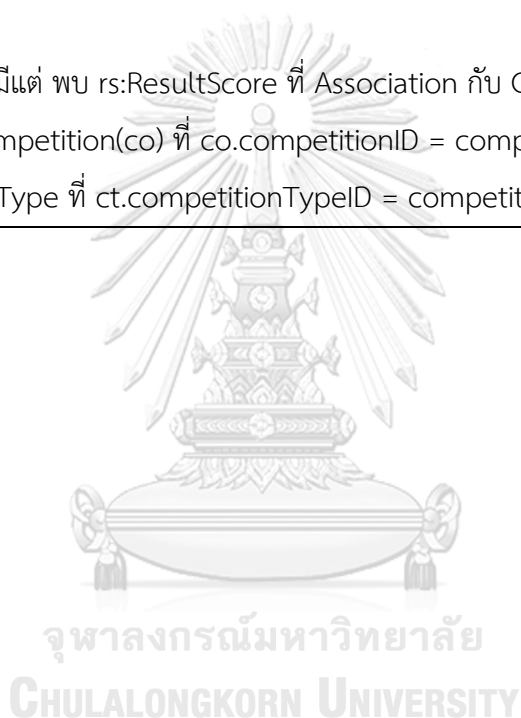 มีแต่ พบ rs:ResultScore ที่ Association กับ
mpetition(co) ที่ co.competitionID =
Type ที่ ct.competitionTypeID =
จุฬาลงกรณ์มหาวิทยาลัย
CHULALONGKORN UNIVERSITY